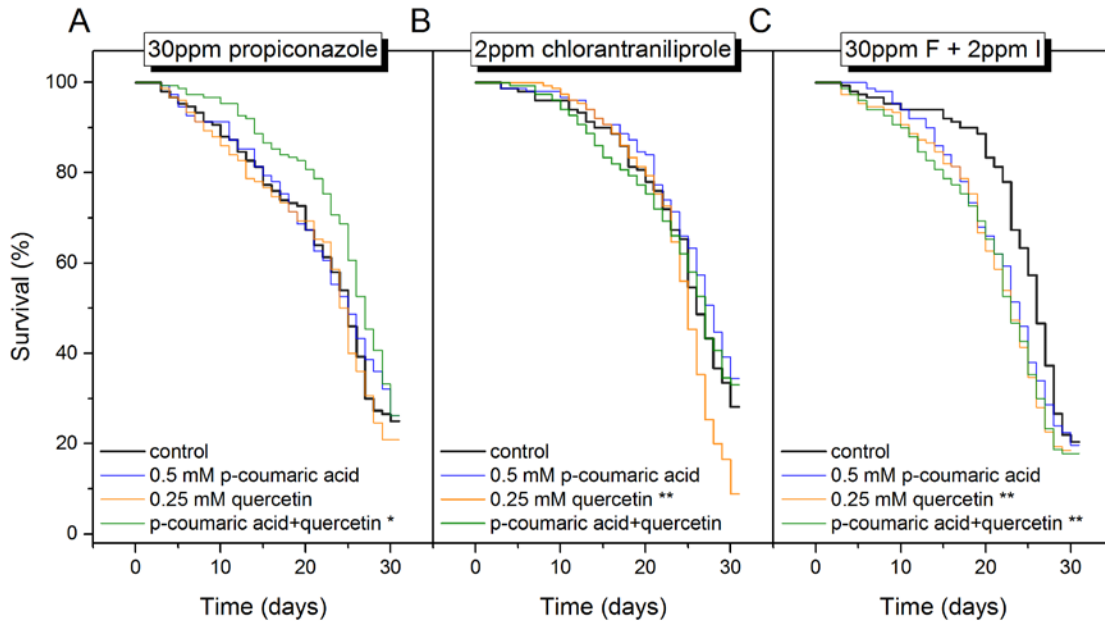 A
B
C
30ppm propiconazole
2ppm chlorantraniliprole
30ppm F + 2ppm I
Survival (%)
100
80
60
40
20
0
control
0.5 mM p-coumaric acid
0.25 mM quercetin
p-coumaric acid+quercetin *
control
0.5 mM p-coumaric acid
0.25 mM quercetin **
p-coumaric acid+quercetin
control
0.5 mM p-coumaric acid
0.25 mM quercetin **
p-coumaric acid+quercetin **
0 10 20 30
0 10 20 30
0 10 20 30
Time (days)
Time (days)
Time (days)